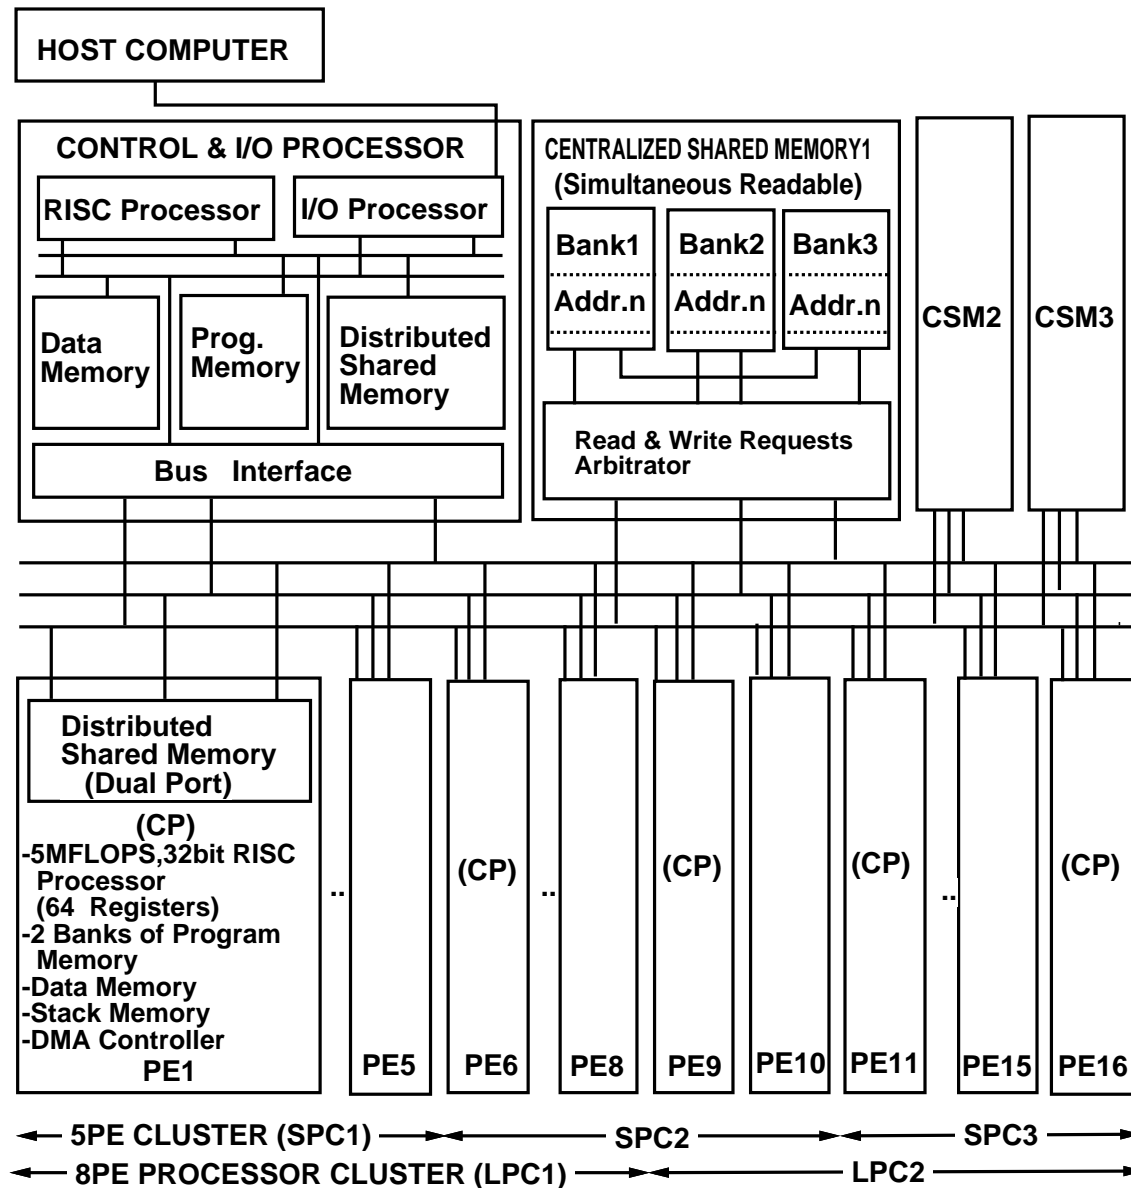 HOST COMPUTER
CONTROL & I/O PROCESSOR
RISC Processor
I/O Processor
Data
Memory
Prog.
Memory
Distributed
Shared
Memory
Bus Interface
CENTRALIZED SHARED MEMORY1
(Simultaneous Readable)
Bank1
Addr.n
Bank2
Addr.n
Bank3
Addr.n
Read & Write Requests
Arbitrator
CSM2
CSM3
Distributed
Shared Memory
(Dual Port)
(CP)
-5MFLOPS,32bit RISC
Processor
(64 Registers)
-2 Banks of Program
Memory
-Data Memory
-Stack Memory
-DMA Controller
PE1
..
PE5
(CP)
PE6
..
PE8
(CP)
PE9
PE10
(CP)
PE11
..
PE15
(CP)
PE16
5PE CLUSTER (SPC1)
SPC2
SPC3
8PE PROCESSOR CLUSTER (LPC1)
LPC2